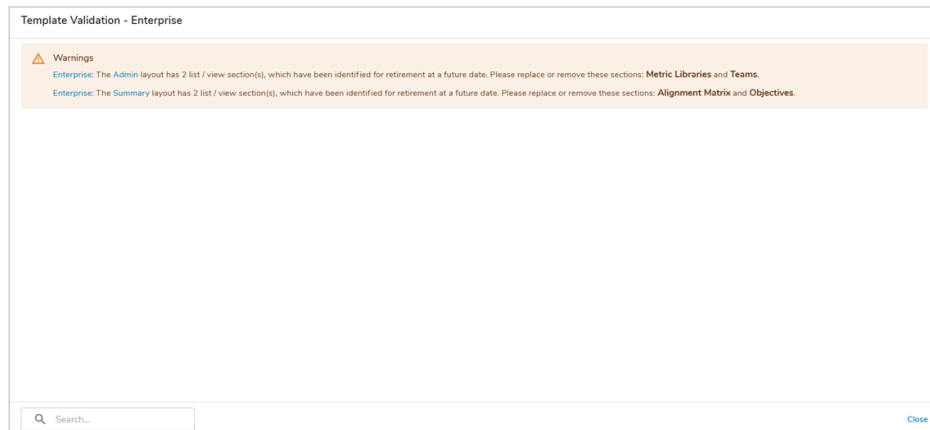 Template Validation - Enterprise
Warnings
Enterprise: The Admin layout has 2 list / view section(s), which have been identified for retirement at a future date. Please replace or remove these sections: Metric Libraries and Teams.
Enterprise: The Summary layout has 2 list / view section(s), which have been identified for retirement at a future date. Please replace or remove these sections: Alignment Matrix and Objectives.
Search...
Close